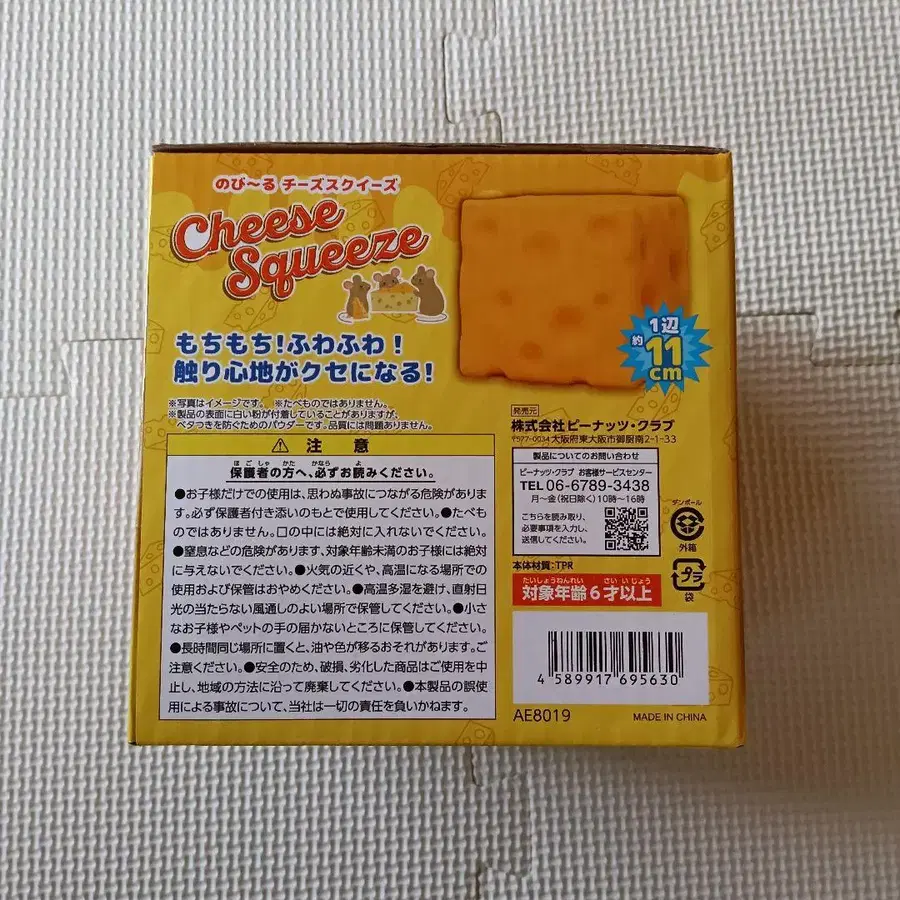 のび〜る チーズスクイーズ
Cheese
Squeeze
もちもち!ふわふわ!
触り心地がクセになる!
1辺
約11cm
※写真はイメージです。 ※たべものではありません。
※製品の表面に白い粉が付着していることがありますが、
ベタつきを防ぐためのパウダーです。品質には問題ありません。
⚠ 注意
ほごしゃ かた かなら よ
保護者の方へ、必ずお読みください。
●お子様だけでの使用は、思わぬ事故につながる危険がありま
す。必ず保護者付き添いのもとで使用してください。●たべも
のではありません。口の中には絶対に入れないでください。
●窒息などの危険があります、対象年齢未満のお子様には絶対
に与えないでください。●火気の近くや、高温になる場所での
使用および保管はおやめください。●高温多湿を避け、直射日
光の当たらない風通しのよい場所で保管してください。●小さ
なお子様やペットの手の届かないところに保管してください。
●長時間同じ場所に置くと、油や色が移るおそれがあります。ご
注意ください。●安全のため、破損、劣化した商品はご使用を中
止し、地域の方法に沿って廃棄してください。●本製品の誤使
用による事故について、当社は一切の責任を負いかねます。
発売元
株式会社ピーナッツ・クラブ
〒577-0034 大阪府東大阪市御厨南2-1-33
製品についてのお問い合わせ
ピーナッツ・クラブ お客様サービスセンター
TEL 06-6789-3438
月〜金(祝日除く)10時〜16時
こちらを読み取り、
必要事項を入力し、
送信してください。
ダンボール
外箱
本体材質:TPR
プラ
袋
たいしょうねんれい さいいじょう
対象年齢6才以上
4 589917 695630
AE8019
MADE IN CHINA